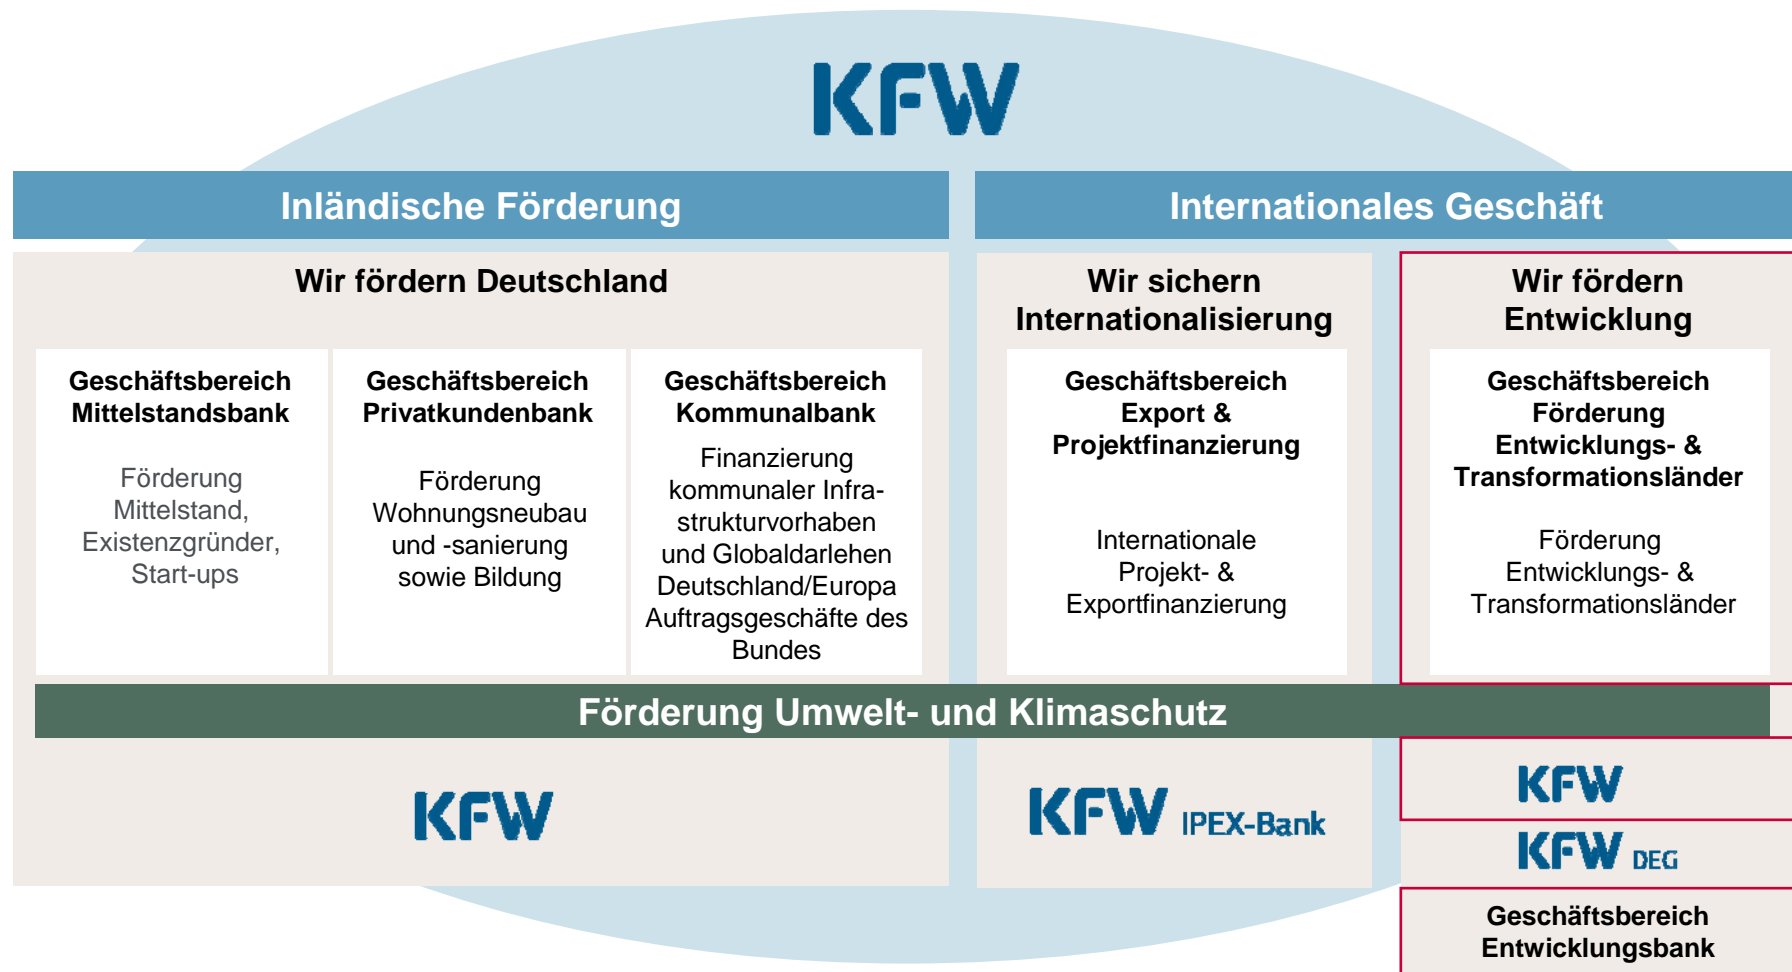 KFW
Inländische Förderung
Internationales Geschäft
Wir fördern Deutschland
Geschäftsbereich
Mittelstandsbank
Förderung
Mittelstand,
Existenzgründer,
Start-ups
Geschäftsbereich
Privatkundenbank
Förderung
Wohnungsneubau
und -sanierung
sowie Bildung
Geschäftsbereich
Kommunalbank
Finanzierung
kommunaler Infra-
strukturvorhaben
und Globaldarlehen
Deutschland/Europa
Auftragsgeschäfte des
Bundes
Wir sichern
Internationalisierung
Geschäftsbereich
Export &
Projektfinanzierung
Internationale
Projekt- &
Exportfinanzierung
Wir fördern
Entwicklung
Geschäftsbereich
Förderung
Entwicklungs- &
Transformationsländer
Förderung
Entwicklungs- &
Transformationsländer
Förderung Umwelt- und Klimaschutz
KFW
KFW IPEX-Bank
KFW
KFW DEG
Geschäftsbereich
Entwicklungsbank